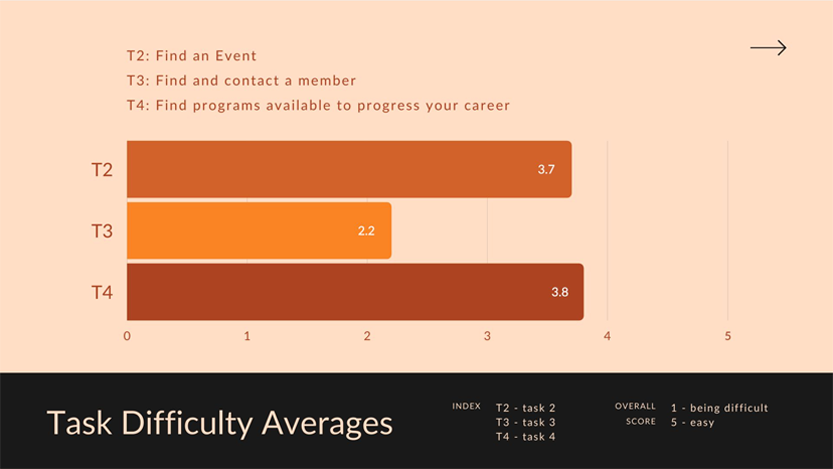 T2: Find an Event
T3: Find and contact a member
T4: Find programs available to progress your career
T2
3.7
T3
2.2
T4
3.8
0 1 2 3 4 5
Task Difficulty Averages
INDEX
T2 - task 2
T3 - task 3
T4 - task 4
OVERALL
SCORE
1 - being difficult
5 - easy